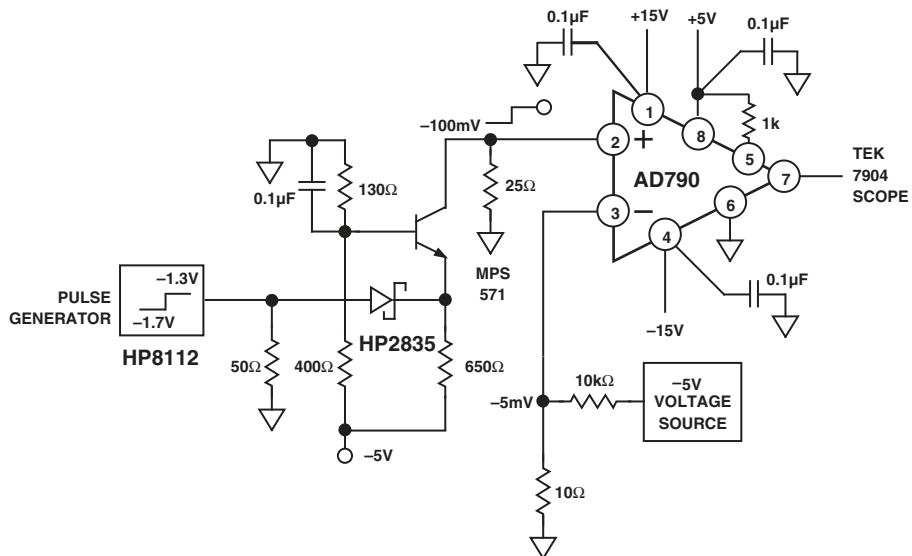 0.1µF
+15V
+5V
0.1µF
–100mV
1
8
1k
2
+
5
TEK
7904
SCOPE
7
AD790
0.1µF
130Ω
25Ω
3
–
6
4
MPS
571
0.1µF
PULSE
GENERATOR
–1.3V
–1.7V
HP8112
HP2835
–15V
50Ω
400Ω
650Ω
10kΩ
–5mV
–5V
VOLTAGE
SOURCE
–5V
10Ω